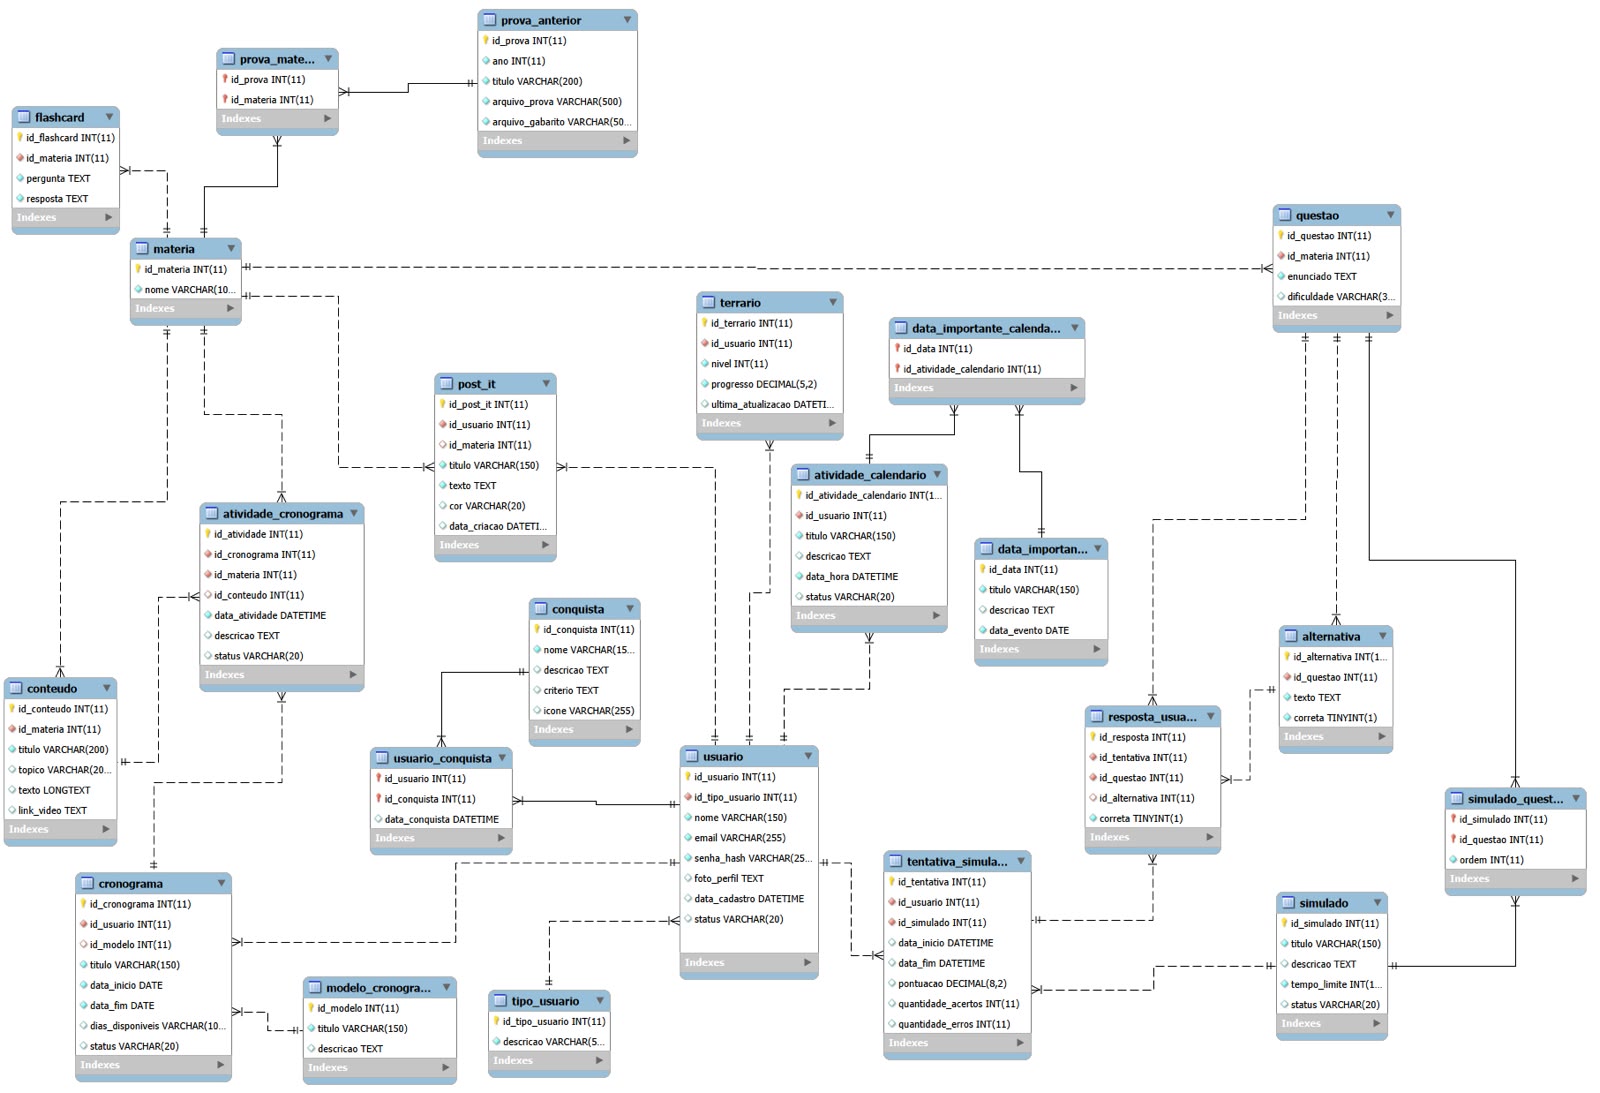 prova_anterior
id_prova INT(11)
ano INT(11)
titulo VARCHAR(200)
arquivo_prova VARCHAR(500)
arquivo_gabarito VARCHAR(50...
Indexes
prova_mate...
id_prova INT(11)
id_materia INT(11)
Indexes
flashcard
id_flashcard INT(11)
id_materia INT(11)
pergunta TEXT
resposta TEXT
Indexes
materia
id_materia INT(11)
nome VARCHAR(10...
Indexes
questao
id_questao INT(11)
id_materia INT(11)
enunciado TEXT
dificuldade VARCHAR(3...
Indexes
terrario
id_terrario INT(11)
id_usuario INT(11)
nivel INT(11)
progresso DECIMAL(5,2)
ultima_atualizacao DATETI...
Indexes
data_importante_calenda...
id_data INT(11)
id_atividade_calendario INT(11)
Indexes
post_it
id_post_it INT(11)
id_usuario INT(11)
id_materia INT(11)
titulo VARCHAR(150)
texto TEXT
cor VARCHAR(20)
data_criacao DATETI...
Indexes
atividade_calendario
id_atividade_calendario INT(1...
id_usuario INT(11)
titulo VARCHAR(150)
descricao TEXT
data_hora DATETIME
status VARCHAR(20)
Indexes
atividade_cronograma
id_atividade INT(11)
id_cronograma INT(11)
id_materia INT(11)
id_conteudo INT(11)
data_atividade DATETIME
descricao TEXT
status VARCHAR(20)
Indexes
data_importan...
id_data INT(11)
titulo VARCHAR(150)
descricao TEXT
data_evento DATE
Indexes
conquista
id_conquista INT(11)
nome VARCHAR(15...
descricao TEXT
criterio TEXT
icone VARCHAR(255)
Indexes
alternativa
id_alternativa INT(1...
id_questao INT(11)
texto TEXT
correta TINYINT(1)
Indexes
conteudo
id_conteudo INT(11)
id_materia INT(11)
titulo VARCHAR(200)
topico VARCHAR(20...
texto LONGTEXT
link_video TEXT
Indexes
resposta_usua...
id_resposta INT(11)
id_tentativa INT(11)
id_questao INT(11)
id_alternativa INT(11)
correta TINYINT(1)
Indexes
usuario_conquista
id_usuario INT(11)
id_conquista INT(11)
data_conquista DATETIME
Indexes
usuario
id_usuario INT(11)
id_tipo_usuario INT(11)
nome VARCHAR(150)
email VARCHAR(255)
senha_hash VARCHAR(25...
foto_perfil TEXT
data_cadastro DATETIME
status VARCHAR(20)
Indexes
simulado_quest...
id_simulado INT(11)
id_questao INT(11)
ordem INT(11)
Indexes
tentativa_simula...
id_tentativa INT(11)
id_usuario INT(11)
id_simulado INT(11)
data_inicio DATETIME
data_fim DATETIME
pontuacao DECIMAL(8,2)
quantidade_acertos INT(11)
quantidade_erros INT(11)
Indexes
cronograma
id_cronograma INT(11)
id_usuario INT(11)
id_modelo INT(11)
titulo VARCHAR(150)
data_inicio DATE
data_fim DATE
dias_disponiveis VARCHAR(10...
status VARCHAR(20)
Indexes
simulado
id_simulado INT(11)
titulo VARCHAR(150)
descricao TEXT
tempo_limite INT(1...
status VARCHAR(20)
Indexes
modelo_cronogra...
id_modelo INT(11)
titulo VARCHAR(150)
descricao TEXT
Indexes
tipo_usuario
id_tipo_usuario INT(11)
descricao VARCHAR(5...
Indexes